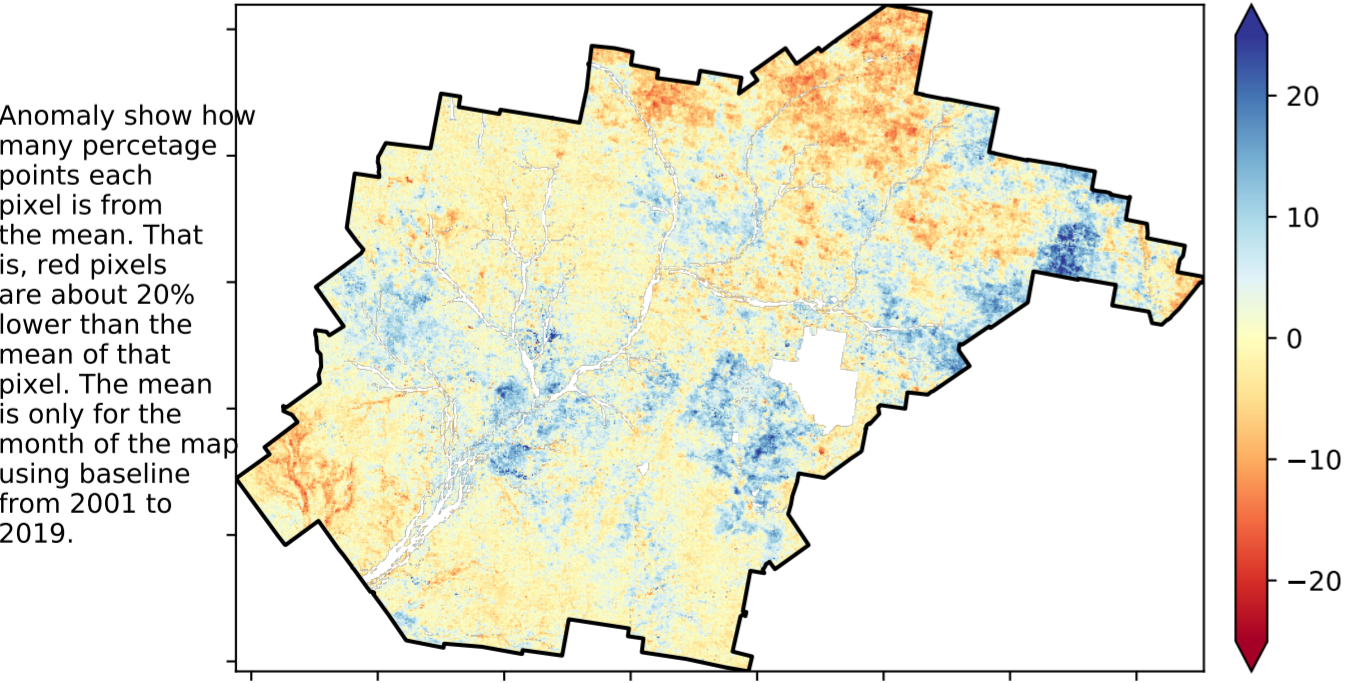 Anomaly show how
many percetage
points each
pixel is from
the mean. That
is, red pixels
are about 20%
lower than the
mean of that
pixel. The mean
is only for the
month of the map
using baseline
from 2001 to
2019.
20
10
0
−10
−20